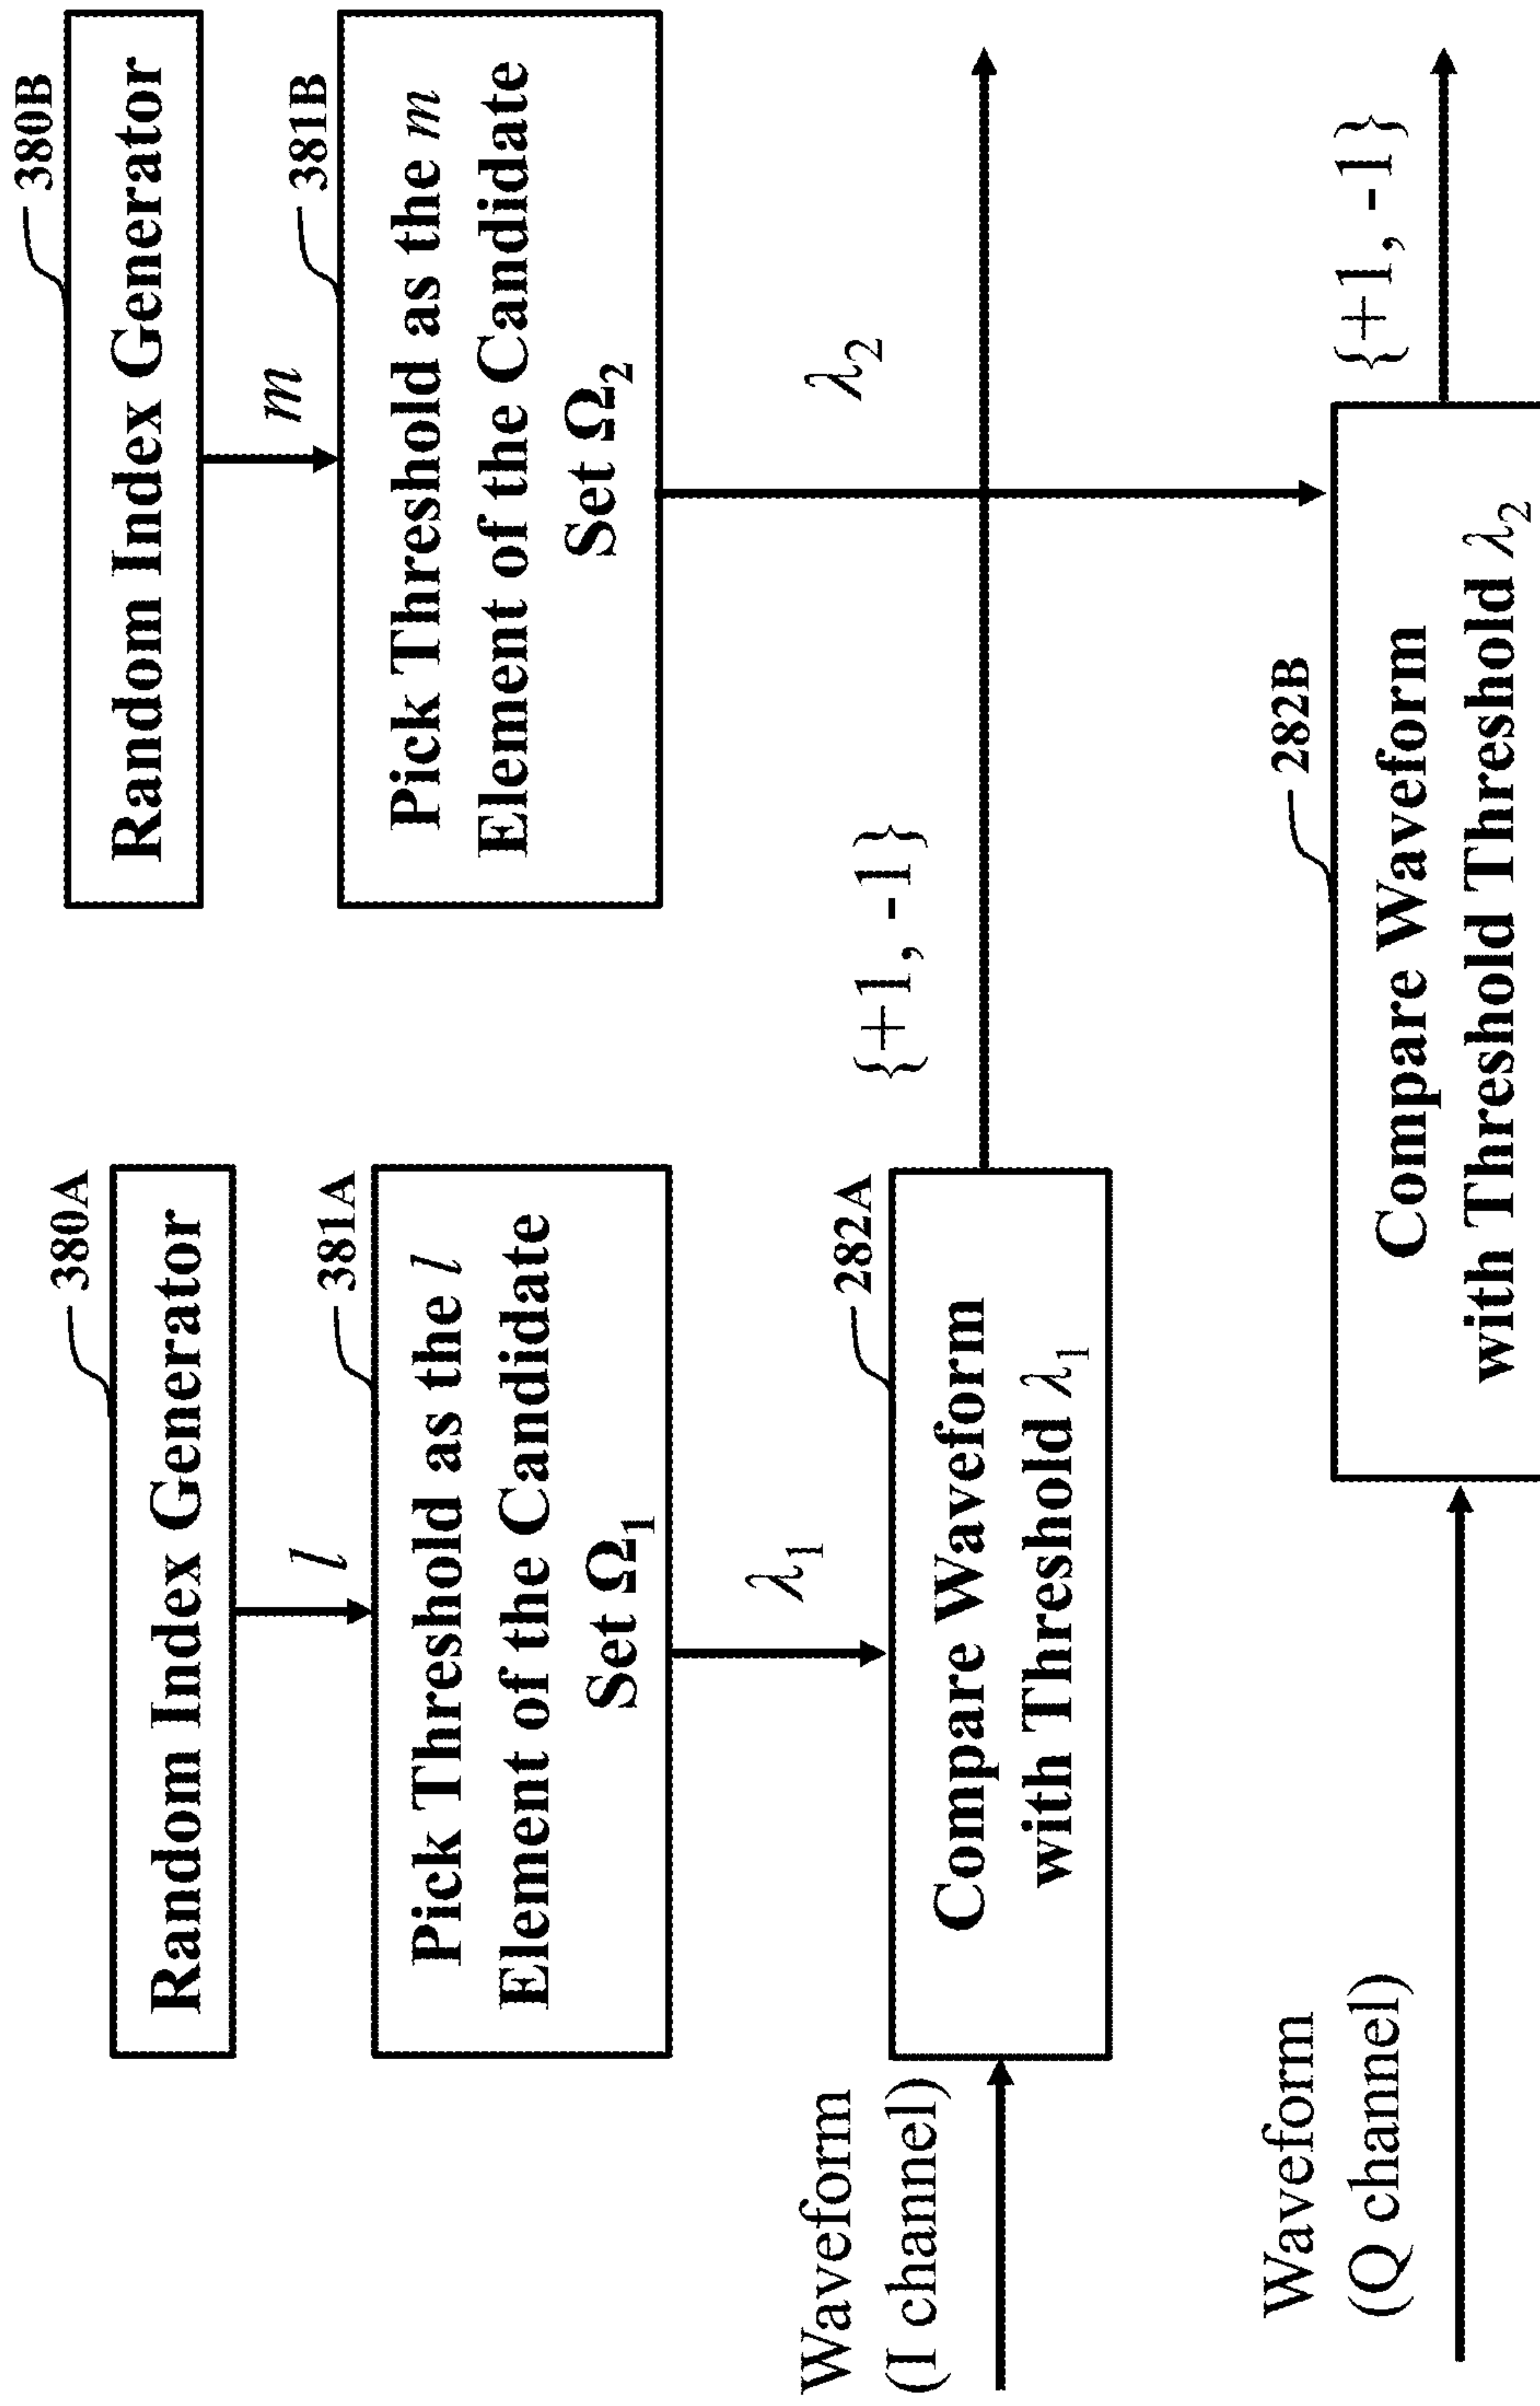 380A
Random Index Generator
l
381A
Pick Threshold as the l
Element of the Candidate
Set Ω₁
λ₁
380B
Random Index Generator
m
381B
Pick Threshold as the m
Element of the Candidate
Set Ω₂
λ₂
Waveform
(I channel)
282A
Compare Waveform
with Threshold λ₁
{+1, -1}
Waveform
(Q channel)
282B
Compare Waveform
with Threshold Threshold λ₂
{+1, -1}